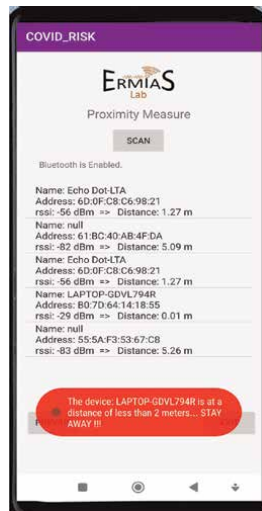 COVID_RISK
ERMIAS
Lab
Proximity Measure
SCAN
Bluetooth is Enabled.
Name: Echo Dot-LTA
Address: 6D:0F:C8:C6:98:21
rssi: -56 dBm => Distance: 1.27 m
Name: null
Address: 61:BC:40:AB:4F:DA
rssi: -82 dBm => Distance: 5.09 m
Name: Echo Dot-LTA
Address: 6D:0F:C8:C6:98:21
rssi: -56 dBm => Distance: 1.27 m
Name: LAPTOP-GDVL794R
Address: B0:7D:64:14:18:55
rssi: -29 dBm => Distance: 0.01 m
Name: null
Address: 55:5A:F3:53:67:C8
rssi: -83 dBm => Distance: 5.26 m
The device: LAPTOP-GDVL794R is at a
distance of less than 2 meters... STAY
AWAY !!!